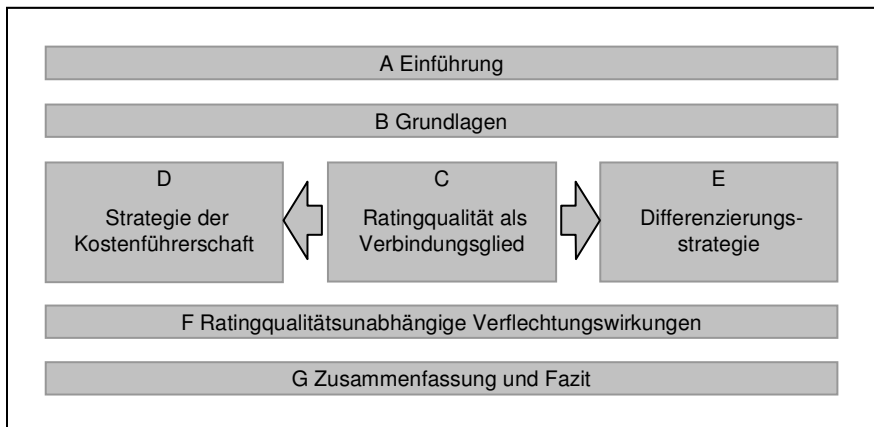 A Einführung
B Grundlagen
D
Strategie der
Kostenführerschaft
C
Ratingqualität als
Verbindungsglied
E
Differenzierungs-
strategie
F Ratingqualitätsunabhängige Verflechtungswirkungen
G Zusammenfassung und Fazit